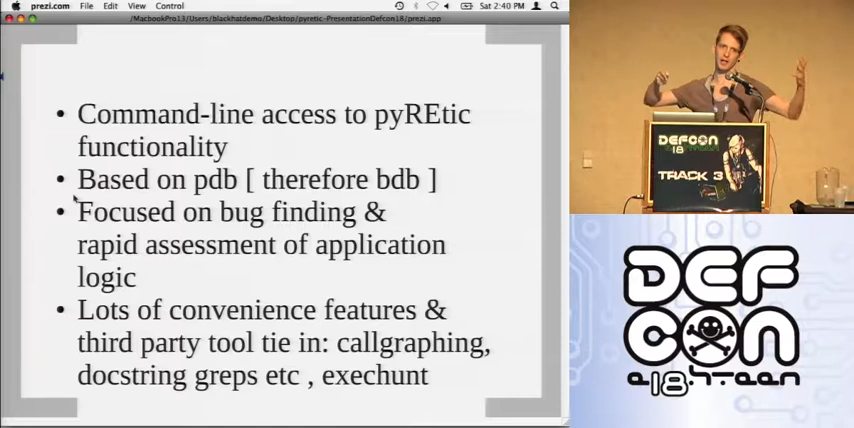 prezi.com File Edit View Control
Sat 2:40 PM
/MacbookPro13/Users/blackhatdemo/Desktop/pyretic-PresentationDefcon18/prezi.app
• Command-line access to pyREtic
functionality
• Based on pdb [ therefore bdb ]
• Focused on bug finding &
rapid assessment of application
logic
• Lots of convenience features &
third party tool tie in: callgraphing,
docstring greps etc , exechunt
DEFCON
18
TRACK 3
DEF
CON
e18h-teen